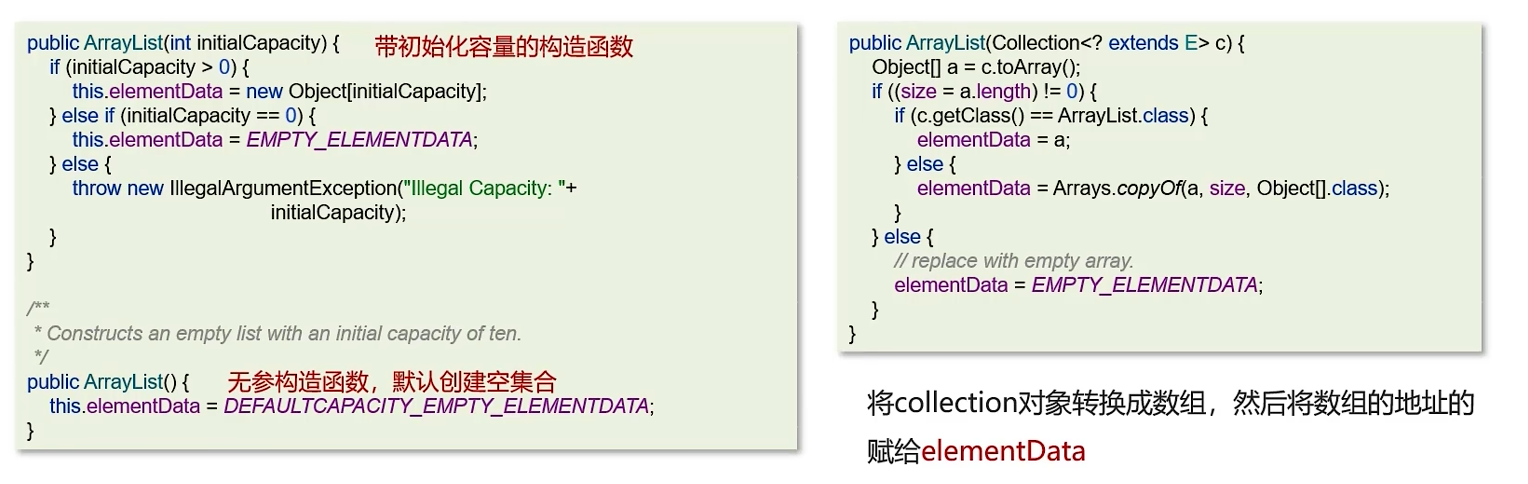 public ArrayList(int initialCapacity) { 带初始化容量的构造函数
if (initialCapacity > 0) {
this.elementData = new Object[initialCapacity];
} else if (initialCapacity == 0) {
this.elementData = EMPTY_ELEMENTDATA;
} else {
throw new IllegalArgumentException("Illegal Capacity: "+
initialCapacity);
}
}
/**
* Constructs an empty list with an initial capacity of ten.
*/
public ArrayList() { 无参构造函数，默认创建空集合
this.elementData = DEFAULTCAPACITY_EMPTY_ELEMENTDATA;
}
public ArrayList(Collection<? extends E> c) {
Object[] a = c.toArray();
if ((size = a.length) != 0) {
if (c.getClass() == ArrayList.class) {
elementData = a;
} else {
elementData = Arrays.copyOf(a, size, Object[].class);
}
} else {
// replace with empty array.
elementData = EMPTY_ELEMENTDATA;
}
}
将collection对象转换成数组，然后将数组的地址的
赋给elementData